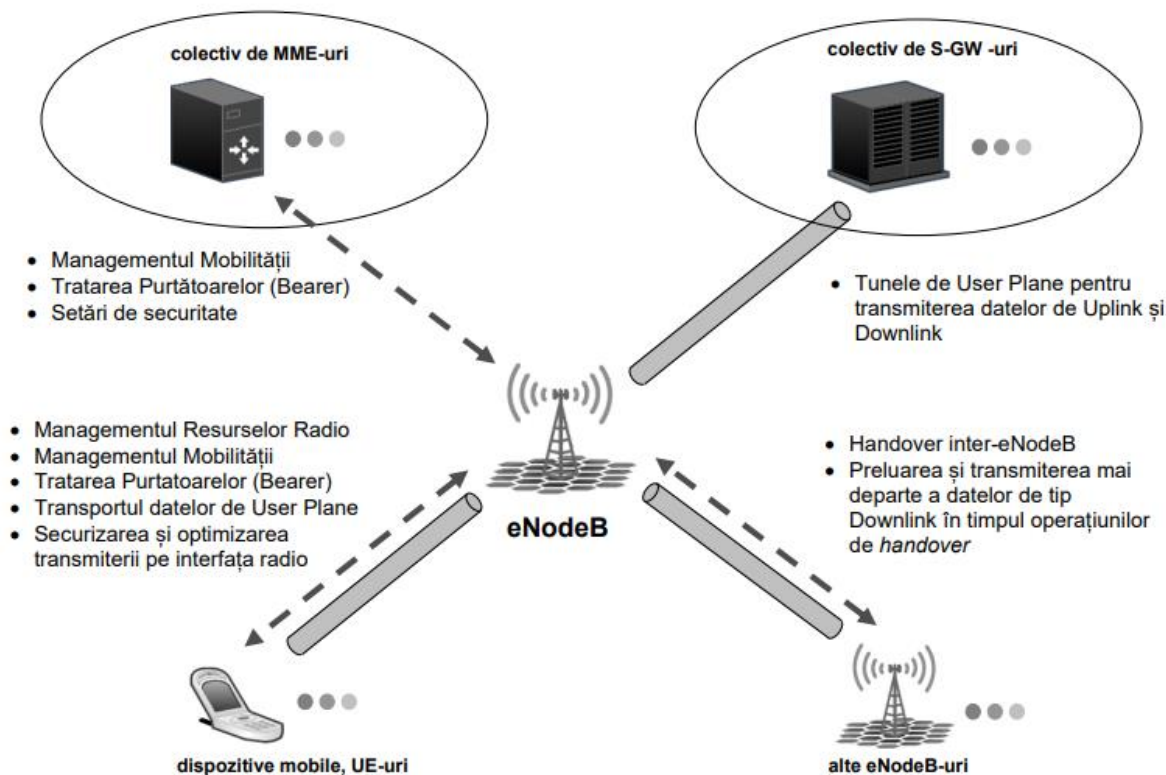 colectiv de MME-uri
colectiv de S-GW -uri
• Managementul Mobilității
• Tratarea Purtătoarelor (Bearer)
• Setări de securitate
• Tunele de User Plane pentru
transmiterea datelor de Uplink și
Downlink
• Managementul Resurselor Radio
• Managementul Mobilității
• Tratarea Purtatoarelor (Bearer)
• Transportul datelor de User Plane
• Securizarea și optimizarea
transmiterii pe interfața radio
eNodeB
• Handover inter-eNodeB
• Preluarea și transmiterea mai
departe a datelor de tip
Downlink în timpul operațiunilor
de handover
dispozitive mobile, UE-uri
alte eNodeB-uri